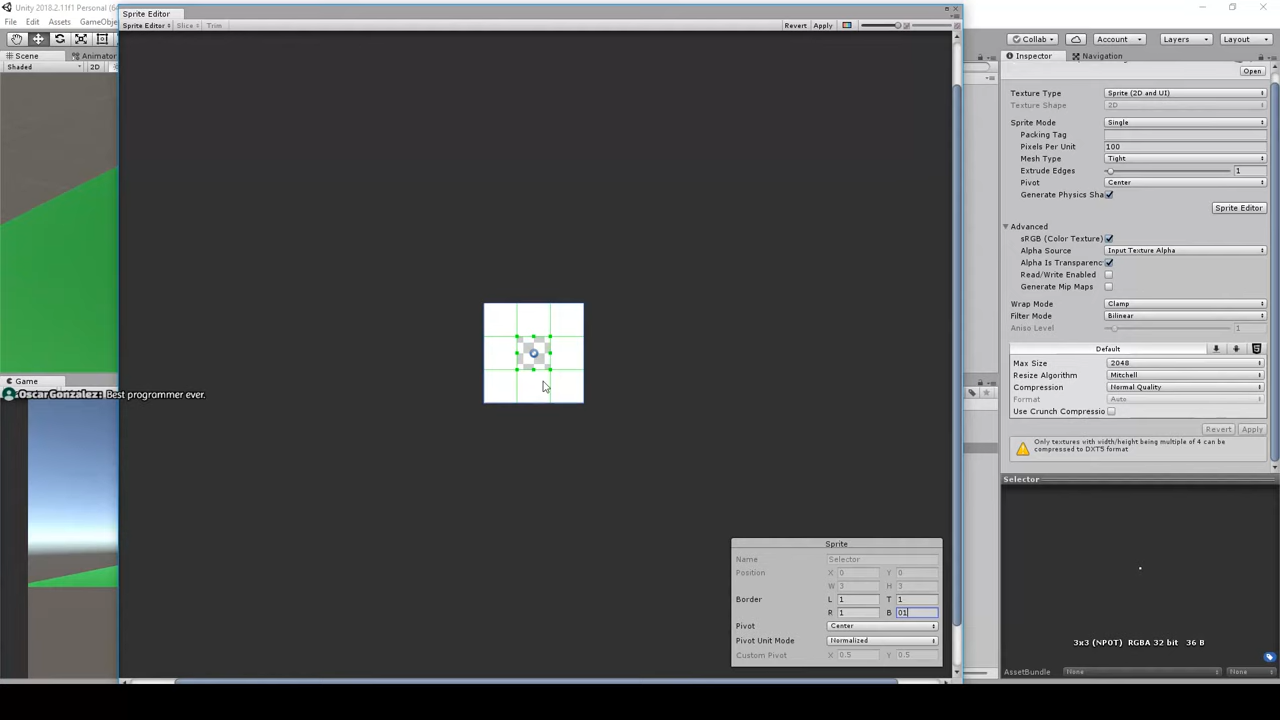 Unity 2018.2.11f1 Personal (6
File Edit Assets GameObj
Scene Animator
Shaded 2D
Game
OscarGonzalez: Best programmer ever.
Sprite Editor
Sprite Editor Slice Trim Revert Apply
Sprite
Name Selector
Position X 0 Y 0
W 3 H 3
Border L 1 T 1
R 1 B 01
Pivot Center
Pivot Unit Mode Normalized
Custom Pivot X 0.5 Y 0.5
Collab Account Layers Layout
Inspector Navigation
Open
Texture Type Sprite (2D and UI)
Texture Shape 2D
Sprite Mode Single
Packing Tag
Pixels Per Unit 100
Mesh Type Tight
Extrude Edges 1
Pivot Center
Generate Physics Sha
Sprite Editor
Advanced
sRGB (Color Texture)
Alpha Source Input Texture Alpha
Alpha Is Transparenc
Read/Write Enabled
Generate Mip Maps
Wrap Mode Clamp
Filter Mode Bilinear
Aniso Level 1
Default
Max Size 2048
Resize Algorithm Mitchell
Compression Normal Quality
Format Auto
Use Crunch Compressio
Revert Apply
Only textures with width/height being multiple of 4 can be
compressed to DXT5 format
Selector
3x3 (NPOT) RGBA 32 bit 36 B
AssetBundle None None